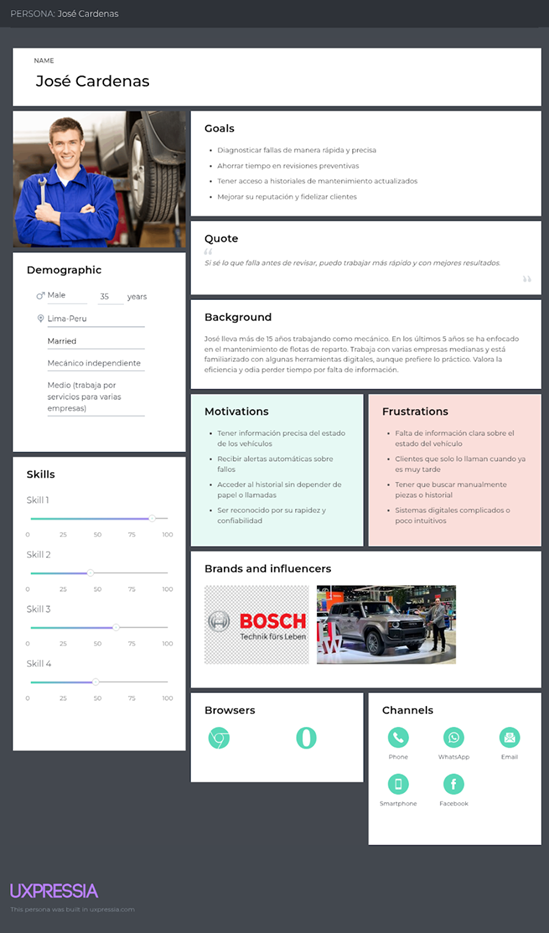 PERSONA: José Cardenas
NAME
José Cardenas
Goals
Diagnosticar fallas de manera rápida y precisa
Ahorrar tiempo en revisiones preventivas
Tener acceso a historiales de mantenimiento actualizados
Mejorar su reputación y fidelizar clientes
Quote
Si sé lo que falla antes de revisar, puedo trabajar más rápido y con mejores resultados.
Demographic
Male 35 years
Lima-Peru
Married
Mecánico independiente
Medio (trabaja por
servicios para varias
empresas)
Background
José lleva más de 15 años trabajando como mecánico. En los últimos 5 años se ha enfocado
en el mantenimiento de flotas de reparto. Trabaja con varias empresas medianas y está
familiarizado con algunas herramientas digitales, aunque prefiere lo práctico. Valora la
eficiencia y odia perder tiempo por falta de información.
Motivations
Tener información precisa del estado
de los vehículos
Recibir alertas automáticas sobre
fallos
Acceder al historial sin depender de
papel o llamadas
Ser reconocido por su rapidez y
confiabilidad
Frustrations
Falta de información clara sobre el
estado del vehículo
Clientes que solo lo llaman cuando ya
es muy tarde
Tener que buscar manualmente
piezas o historial
Sistemas digitales complicados o
poco intuitivos
Skills
Skill 1
0 25 50 75 100
Skill 2
0 25 50 75 100
Skill 3
0 25 50 75 100
Skill 4
0 25 50 75 100
Brands and influencers
BOSCH
Technik fürs Leben
Browsers
Channels
Phone
WhatsApp
Email
Smartphone
Facebook
UXPRESSIA
This persona was built in uxpressia.com